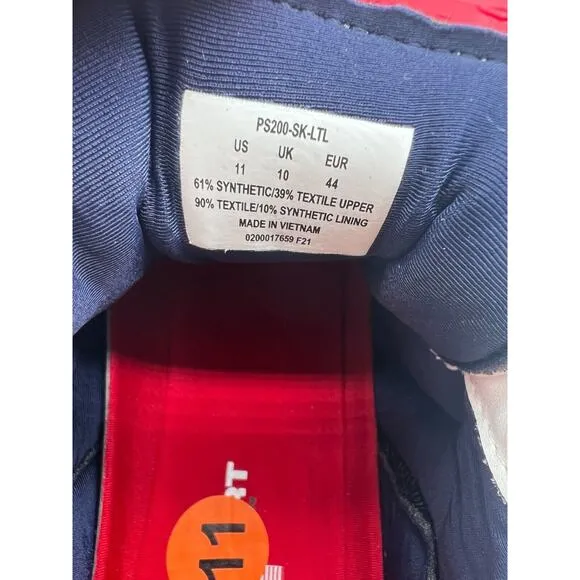 PS200-SK-LTL
US UK EUR
11 10 44
61% SYNTHETIC/39% TEXTILE UPPER
90% TEXTILE/10% SYNTHETIC LINING
MADE IN VIETNAM
0200017659 F21
RT
11